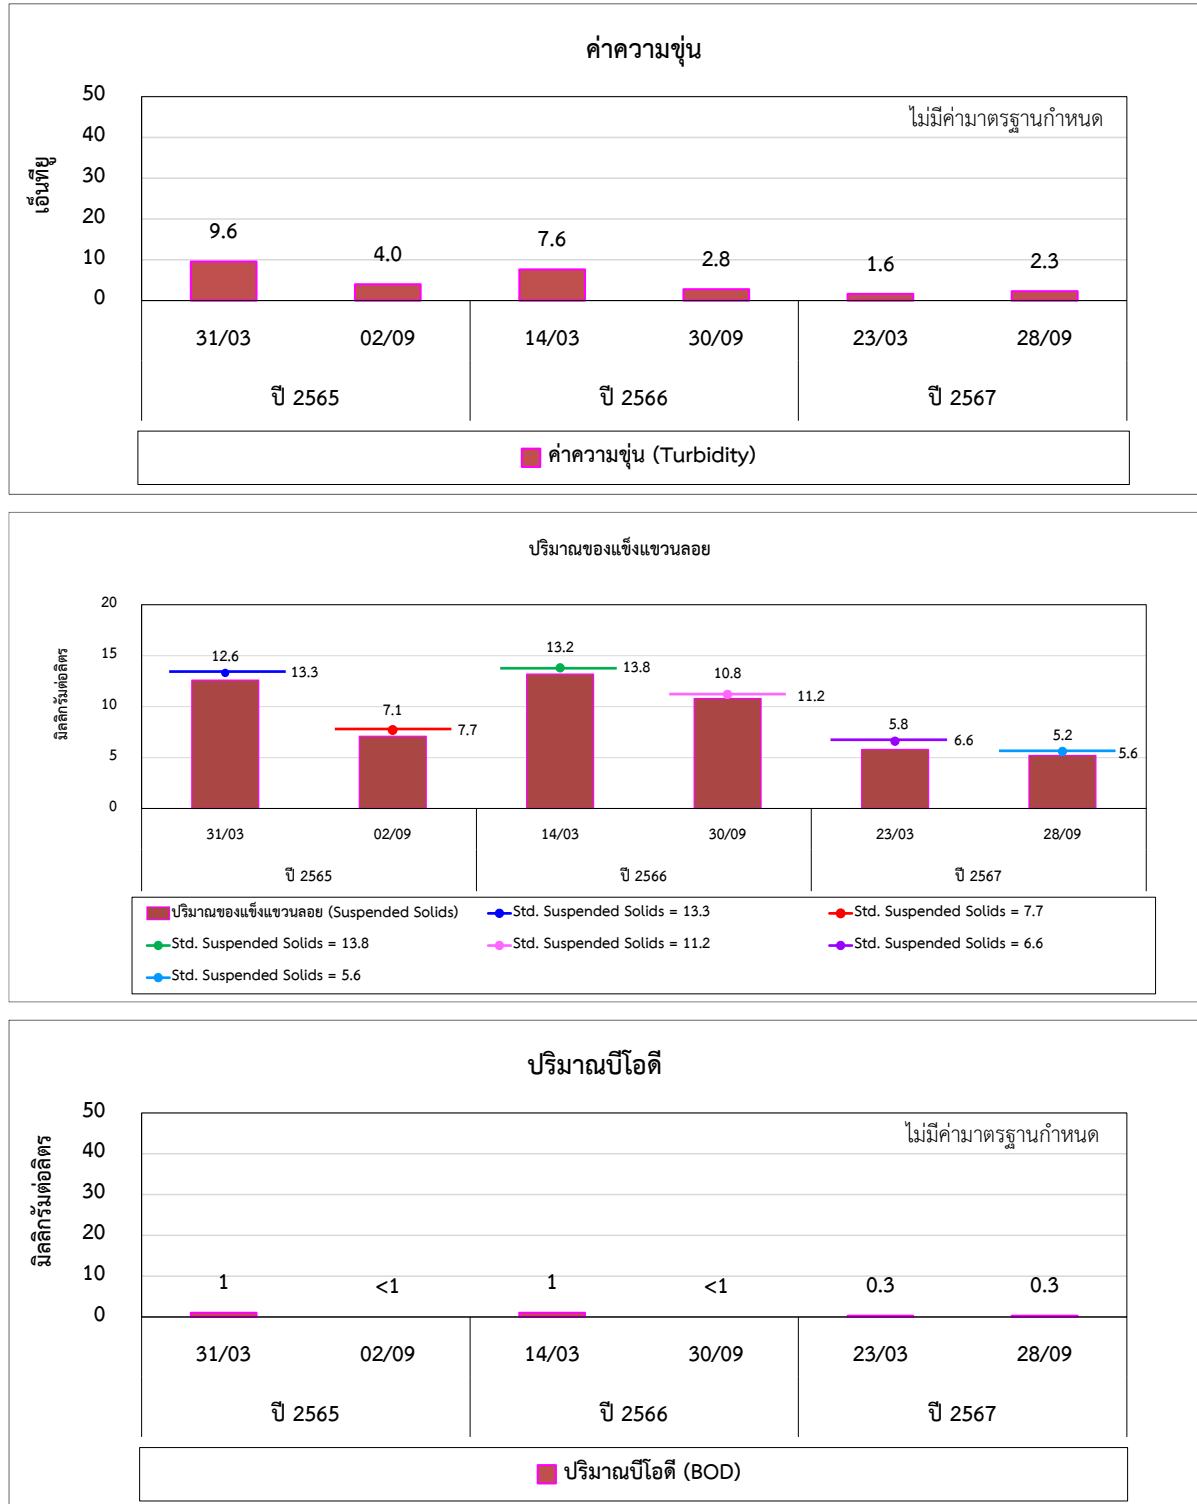 ค่าความขุ่น
50
40
30
20
10
0
เอ็นทียู
ไม่มีค่ามาตรฐานกำหนด
9.6 4.0 7.6 2.8 1.6 2.3
31/03 02/09 14/03 30/09 23/03 28/09
ปี 2565 ปี 2566 ปี 2567
ค่าความขุ่น (Turbidity)
ปริมาณของแข็งแขวนลอย
20
15
10
5
0
มิลลิกรัมต่อลิตร
12.6 7.1 13.2 10.8 5.8 5.2
13.3 7.7 13.8 11.2 6.6 5.6
31/03 02/09 14/03 30/09 23/03 28/09
ปี 2565 ปี 2566 ปี 2567
ปริมาณของแข็งแขวนลอย (Suspended Solids) Std. Suspended Solids = 13.3 Std. Suspended Solids = 7.7
Std. Suspended Solids = 13.8 Std. Suspended Solids = 11.2 Std. Suspended Solids = 6.6
Std. Suspended Solids = 5.6
ปริมาณบีโอดี
50
40
30
20
10
0
มิลลิกรัมต่อลิตร
ไม่มีค่ามาตรฐานกำหนด
1 <1 1 <1 0.3 0.3
31/03 02/09 14/03 30/09 23/03 28/09
ปี 2565 ปี 2566 ปี 2567
ปริมาณบีโอดี (BOD)